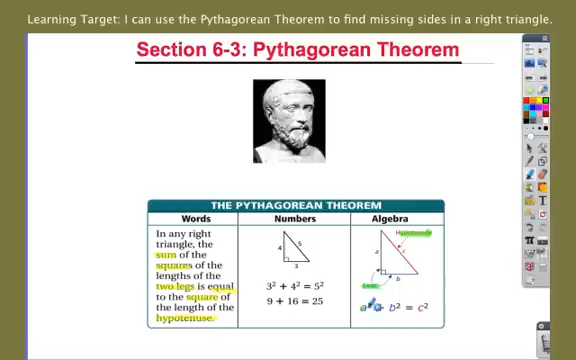 Learning Target: I can use the Pythagorean Theorem to find missing sides in a right triangle.
Section 6-3: Pythagorean Theorem
THE PYTHAGOREAN THEOREM
Words
Numbers
Algebra
In any right
triangle, the
sum of the
squares of the
lengths of the
two legs is equal
to the square of
the length of the
hypotenuse.
4
5
3
3² + 4² = 5²
9 + 16 = 25
Hypotenuse
a
c
b
Legs
a² + b² = c²